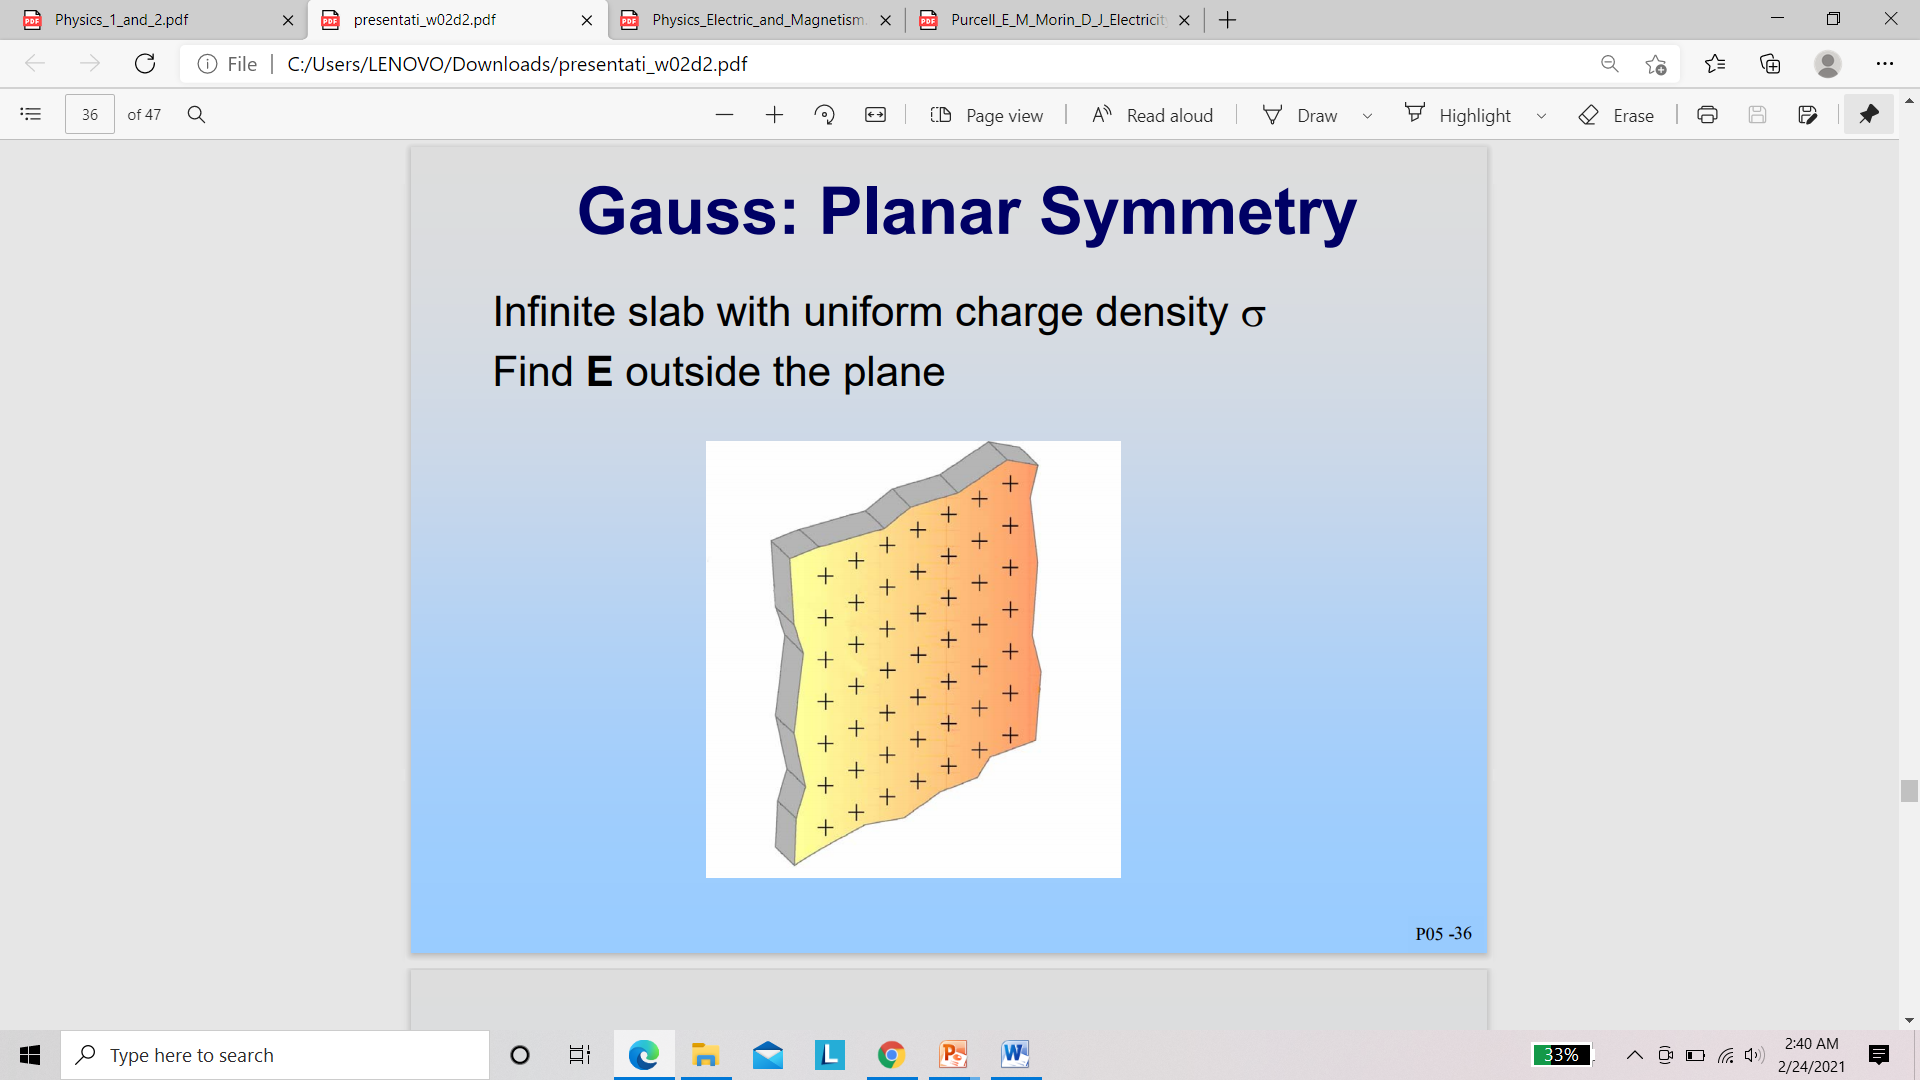 Physics_1_and_2.pdf
presentati_w02d2.pdf
Physics_Electric_and_Magnetism.
Purcell_E_M_Morin_D_J_Electricit
File
C:/Users/LENOVO/Downloads/presentati_w02d2.pdf
36 of 47
Page view
Read aloud
Draw
Highlight
Erase
Gauss: Planar Symmetry
Infinite slab with uniform charge density σ
Find E outside the plane
P05 -36
Type here to search
33%
2:40 AM
2/24/2021